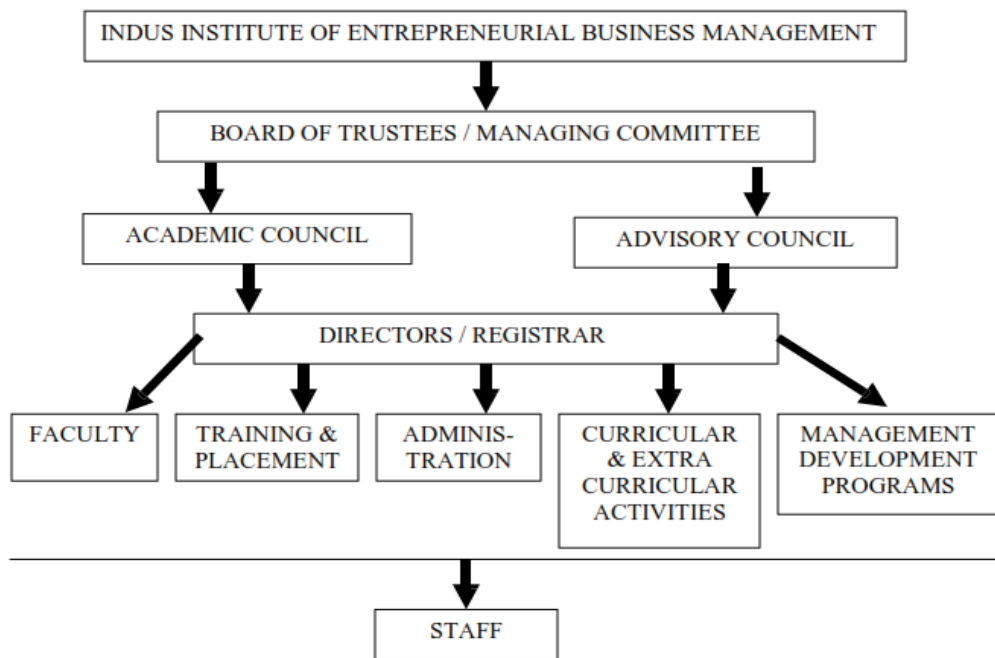 INDUS INSTITUTE OF ENTREPRENEURIAL BUSINESS MANAGEMENT
BOARD OF TRUSTEES / MANAGING COMMITTEE
ACADEMIC COUNCIL
ADVISORY COUNCIL
DIRECTORS / REGISTRAR
FACULTY
TRAINING &
PLACEMENT
ADMINIS-
TRATION
CURRICULAR
& EXTRA
CURRICULAR
ACTIVITIES
MANAGEMENT
DEVELOPMENT
PROGRAMS
STAFF